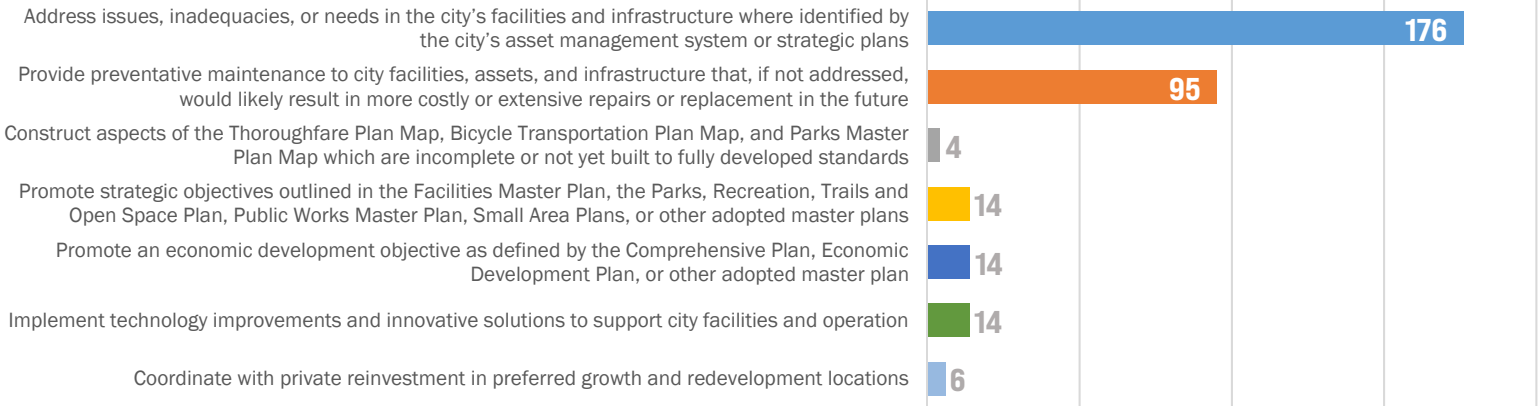 Address issues, inadequacies, or needs in the city's facilities and infrastructure where identified by
the city's asset management system or strategic plans
176
Provide preventative maintenance to city facilities, assets, and infrastructure that, if not addressed,
would likely result in more costly or extensive repairs or replacement in the future
95
Construct aspects of the Thoroughfare Plan Map, Bicycle Transportation Plan Map, and Parks Master
Plan Map which are incomplete or not yet built to fully developed standards
4
Promote strategic objectives outlined in the Facilities Master Plan, the Parks, Recreation, Trails and
Open Space Plan, Public Works Master Plan, Small Area Plans, or other adopted master plans
14
Promote an economic development objective as defined by the Comprehensive Plan, Economic
Development Plan, or other adopted master plan
14
Implement technology improvements and innovative solutions to support city facilities and operation
14
Coordinate with private reinvestment in preferred growth and redevelopment locations
6